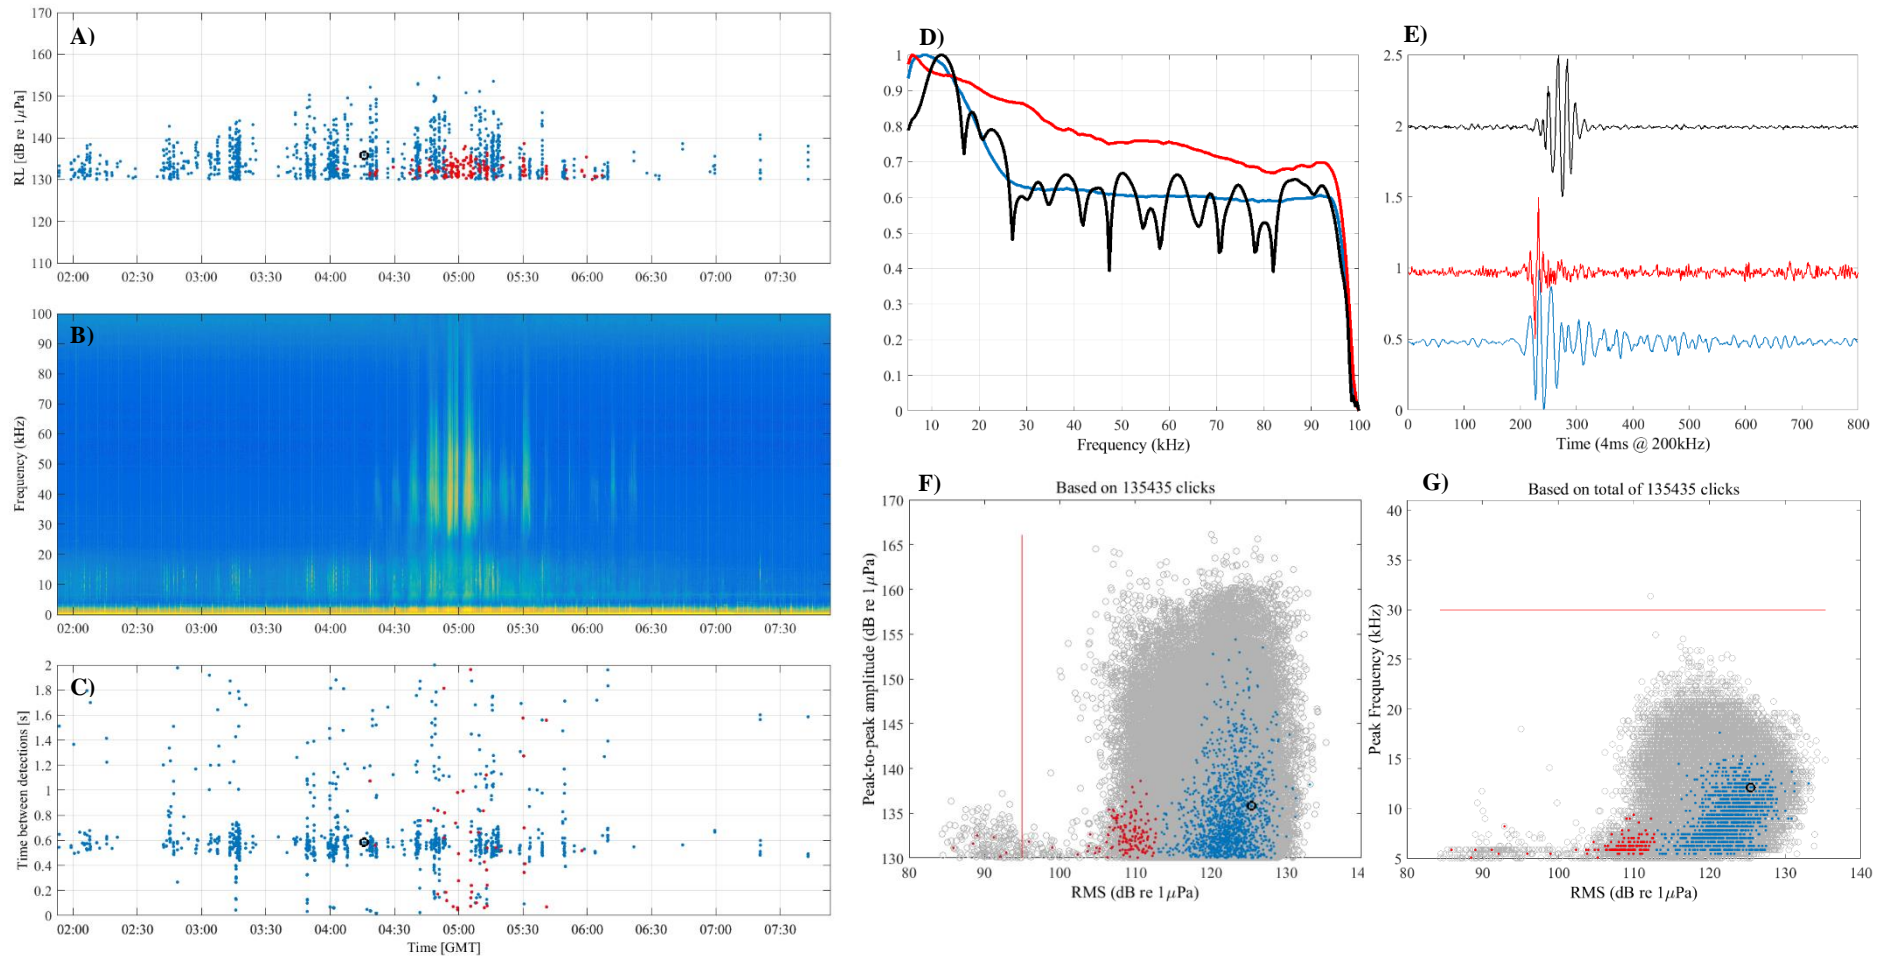 A)
170
160
150
140
130
120
110
RL [dB re 1μPa]
02:00 02:30 03:00 03:30 04:00 04:30 05:00 05:30 06:00 06:30 07:00 07:30
B)
100
90
80
70
60
50
40
30
20
10
0
Frequency (kHz)
02:00 02:30 03:00 03:30 04:00 04:30 05:00 05:30 06:00 06:30 07:00 07:30
C)
2
1.8
1.6
1.4
1.2
1
0.8
0.6
0.4
0.2
0
Time between detections [s]
02:00 02:30 03:00 03:30 04:00 04:30 05:00 05:30 06:00 06:30 07:00 07:30
Time [GMT]
D)
1
0.9
0.8
0.7
0.6
0.5
0.4
0.3
0.2
0.1
0
10 20 30 40 50 60 70 80 90 100
Frequency (kHz)
E)
2.5
2
1.5
1
0.5
0
0 100 200 300 400 500 600 700 800
Time (4ms @ 200kHz)
F)
Based on 135435 clicks
170
165
160
155
150
145
140
135
130
Peak-to-peak amplitude (dB re 1 μPa)
80 90 100 110 120 130 14
RMS (dB re 1μPa)
G)
Based on total of 135435 clicks
40
35
30
25
20
15
10
5
Peak Frequency (kHz)
80 90 100 110 120 130 140
RMS (dB re 1μPa)